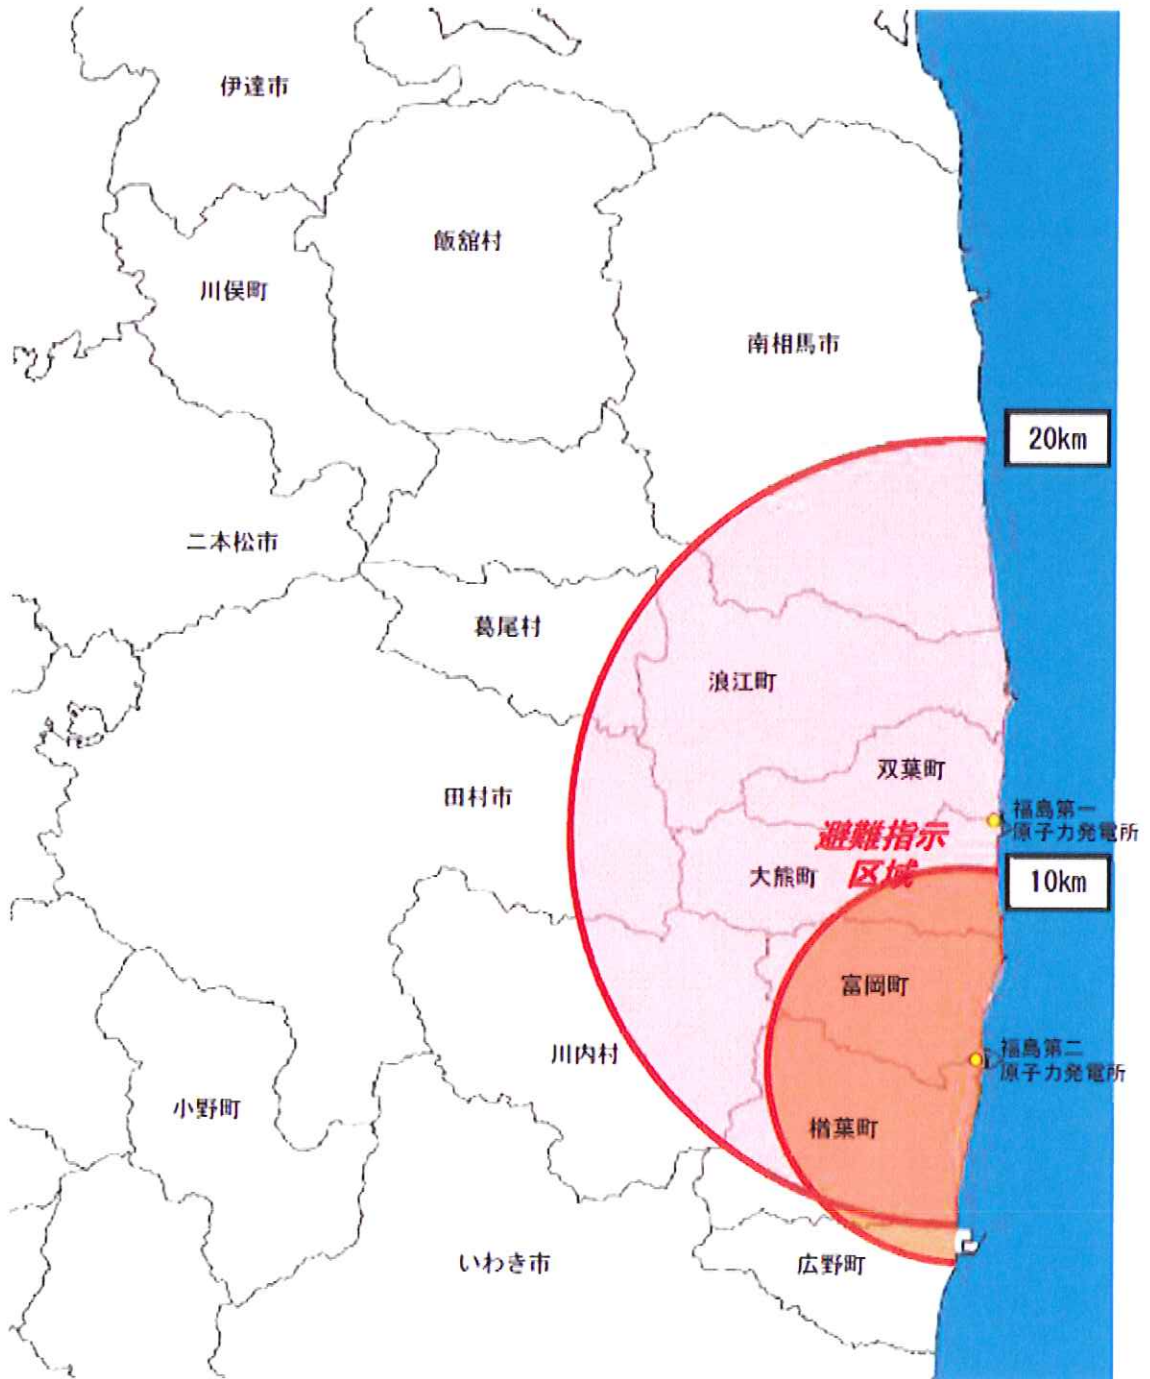 伊達市
飯舘村
川俣町
南相馬市
20km
二本松市
葛尾村
浪江町
双葉町
田村市
福島第一
原子力発電所
避難指示
区域
大熊町
10km
富岡町
川内村
福島第二
原子力発電所
小野町
楢葉町
いわき市
広野町